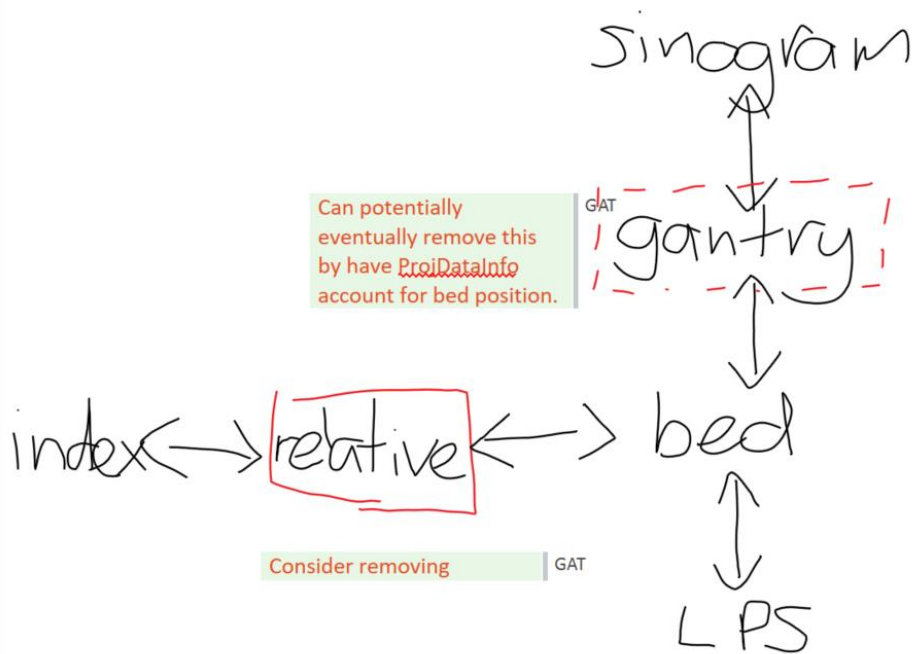 sinogram
Can potentially
eventually remove this
by have ProjDataInfo
account for bed position.
GAT
gantry
index
relative
bed
Consider removing
GAT
LPS